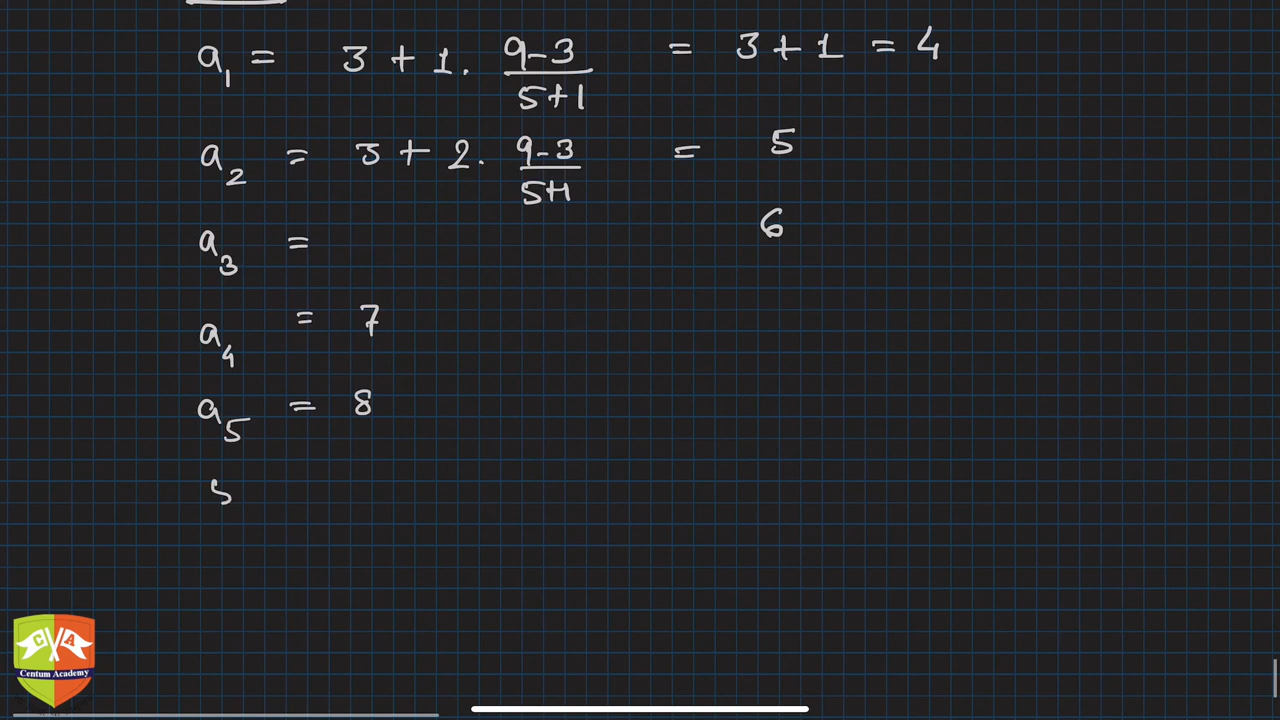 a₁ = 3 + 1. (9-3)/(5+1) = 3 + 1 = 4
a₂ = 3 + 2. (9-3)/(5+1) = 5
a₃ = 6
a₄ = 7
a₅ = 8
C A
Centum Academy